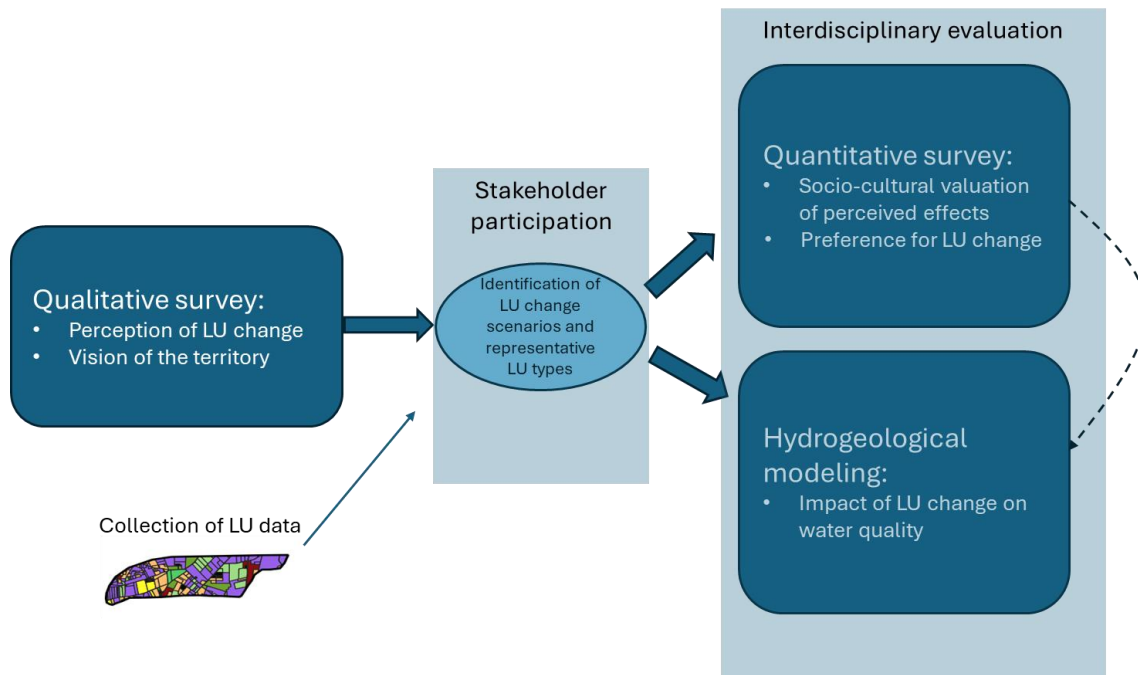 Qualitative survey:
• Perception of LU change
• Vision of the territory
Collection of LU data
Stakeholder
participation
Identification of
LU change
scenarios and
representative
LU types
Interdisciplinary evaluation
Quantitative survey:
• Socio-cultural valuation
of perceived effects
• Preference for LU change
Hydrogeological
modeling:
• Impact of LU change on
water quality